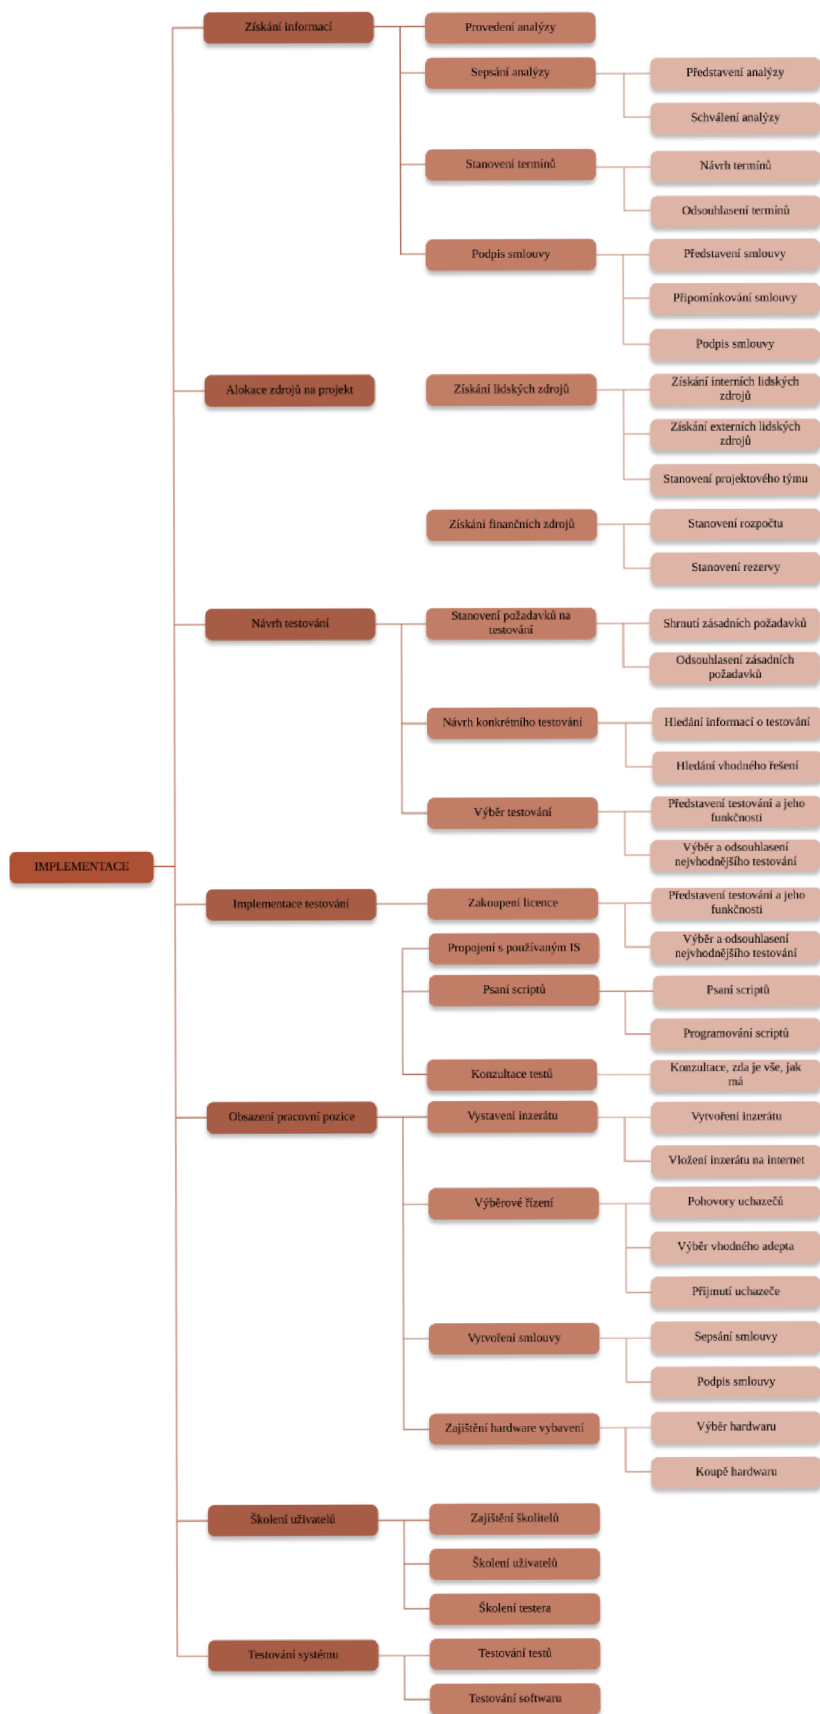 Získání informací
Provedení analýzy
Sepsání analýzy
Představení analýzy
Schválení analýzy
Stanovení termínů
Návrh termínů
Odsouhlasení termínů
Podpis smlouvy
Představení smlouvy
Připomínkování smlouvy
Podpis smlouvy
Alokace zdrojů na projekt
Získání lidských zdrojů
Získání interních lidských
zdrojů
Získání externích lidských
zdrojů
Stanovení projektového týmu
Získání finančních zdrojů
Stanovení rozpočtu
Stanovení rezervy
Návrh testování
Stanovení požadavků na
testování
Shrnutí zásadních požadavků
Odsouhlasení zásadních
požadavků
Návrh konkrétního testování
Hledání informací o testování
Hledání vhodného řešení
Výběr testování
Představení testování a jeho
funkčnosti
Výběr a odsouhlasení
nejvhodnějšího testování
IMPLEMENTACE
Implementace testování
Zakoupení licence
Představení testování a jeho
funkčnosti
Výběr a odsouhlasení
nejvhodnějšího testování
Propojení s používaným IS
Psaní scriptů
Psaní scriptů
Programování scriptů
Konzultace testů
Konzultace, zda je vše, jak
má
Obsazení pracovní pozice
Vystavení inzerátu
Vytvoření inzerátu
Vložení inzerátu na internet
Výběrové řízení
Pohovory uchazečů
Výběr vhodného adepta
Přijmutí uchazeče
Vytvoření smlouvy
Sepsání smlouvy
Podpis smlouvy
Zajištění hardware vybavení
Výběr hardwaru
Koupě hardwaru
Školení uživatelů
Zajištění školitelů
Školení uživatelů
Školení testera
Testování systému
Testování testů
Testování softwaru